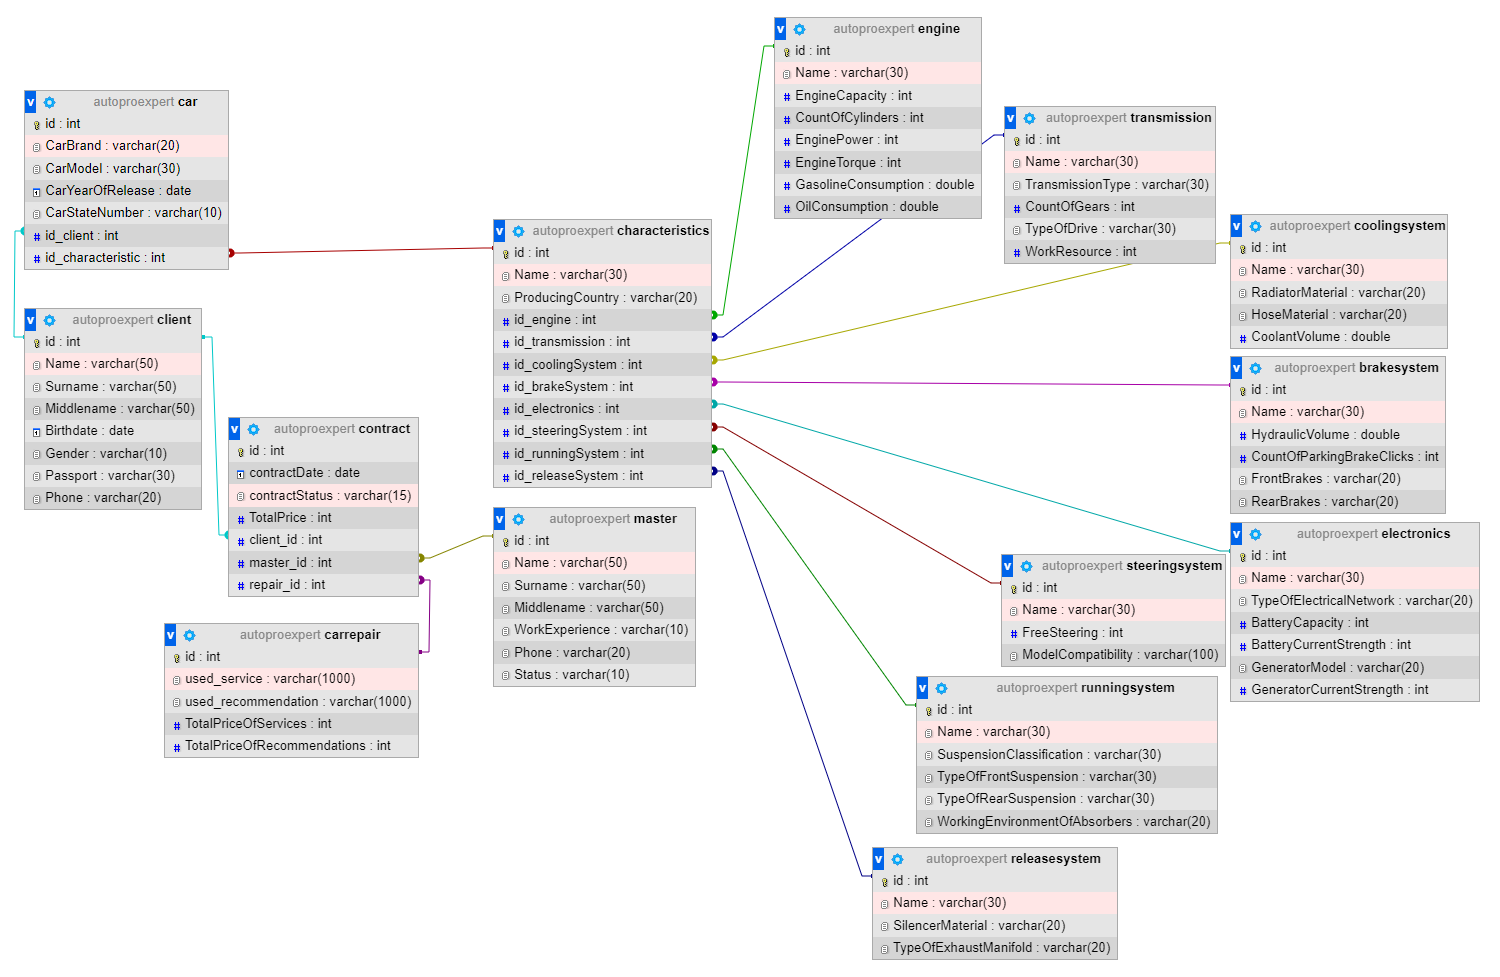 v autoproexpert car
id : int
CarBrand : varchar(20)
CarModel : varchar(30)
CarYearOfRelease : date
CarStateNumber : varchar(10)
id_client : int
id_characteristic : int
v autoproexpert client
id : int
Name : varchar(50)
Surname : varchar(50)
Middlename : varchar(50)
Birthdate : date
Gender : varchar(10)
Passport : varchar(30)
Phone : varchar(20)
v autoproexpert contract
id : int
contractDate : date
contractStatus : varchar(15)
TotalPrice : int
client_id : int
master_id : int
repair_id : int
v autoproexpert carrepair
id : int
used_service : varchar(1000)
used_recommendation : varchar(1000)
TotalPriceOfServices : int
TotalPriceOfRecommendations : int
v autoproexpert characteristics
id : int
Name : varchar(30)
ProducingCountry : varchar(20)
id_engine : int
id_transmission : int
id_coolingSystem : int
id_brakeSystem : int
id_electronics : int
id_steeringSystem : int
id_runningSystem : int
id_releaseSystem : int
v autoproexpert master
id : int
Name : varchar(50)
Surname : varchar(50)
Middlename : varchar(50)
WorkExperience : varchar(10)
Phone : varchar(20)
Status : varchar(10)
v autoproexpert engine
id : int
Name : varchar(30)
EngineCapacity : int
CountOfCylinders : int
EnginePower : int
EngineTorque : int
GasolineConsumption : double
OilConsumption : double
v autoproexpert transmission
id : int
Name : varchar(30)
TransmissionType : varchar(30)
CountOfGears : int
TypeOfDrive : varchar(30)
WorkResource : int
v autoproexpert coolingsystem
id : int
Name : varchar(30)
RadiatorMaterial : varchar(20)
HoseMaterial : varchar(20)
CoolantVolume : double
v autoproexpert brakesystem
id : int
Name : varchar(30)
HydraulicVolume : double
CountOfParkingBrakeClicks : int
FrontBrakes : varchar(20)
RearBrakes : varchar(20)
v autoproexpert electronics
id : int
Name : varchar(30)
TypeOfElectricalNetwork : varchar(20)
BatteryCapacity : int
BatteryCurrentStrength : int
GeneratorModel : varchar(20)
GeneratorCurrentStrength : int
v autoproexpert steeringsystem
id : int
Name : varchar(30)
FreeSteering : int
ModelCompatibility : varchar(100)
v autoproexpert runningsystem
id : int
Name : varchar(30)
SuspensionClassification : varchar(30)
TypeOfFrontSuspension : varchar(30)
TypeOfRearSuspension : varchar(30)
WorkingEnvironmentOfAbsorbers : varchar(20)
v autoproexpert releasesystem
id : int
Name : varchar(30)
SilencerMaterial : varchar(20)
TypeOfExhaustManifold : varchar(20)